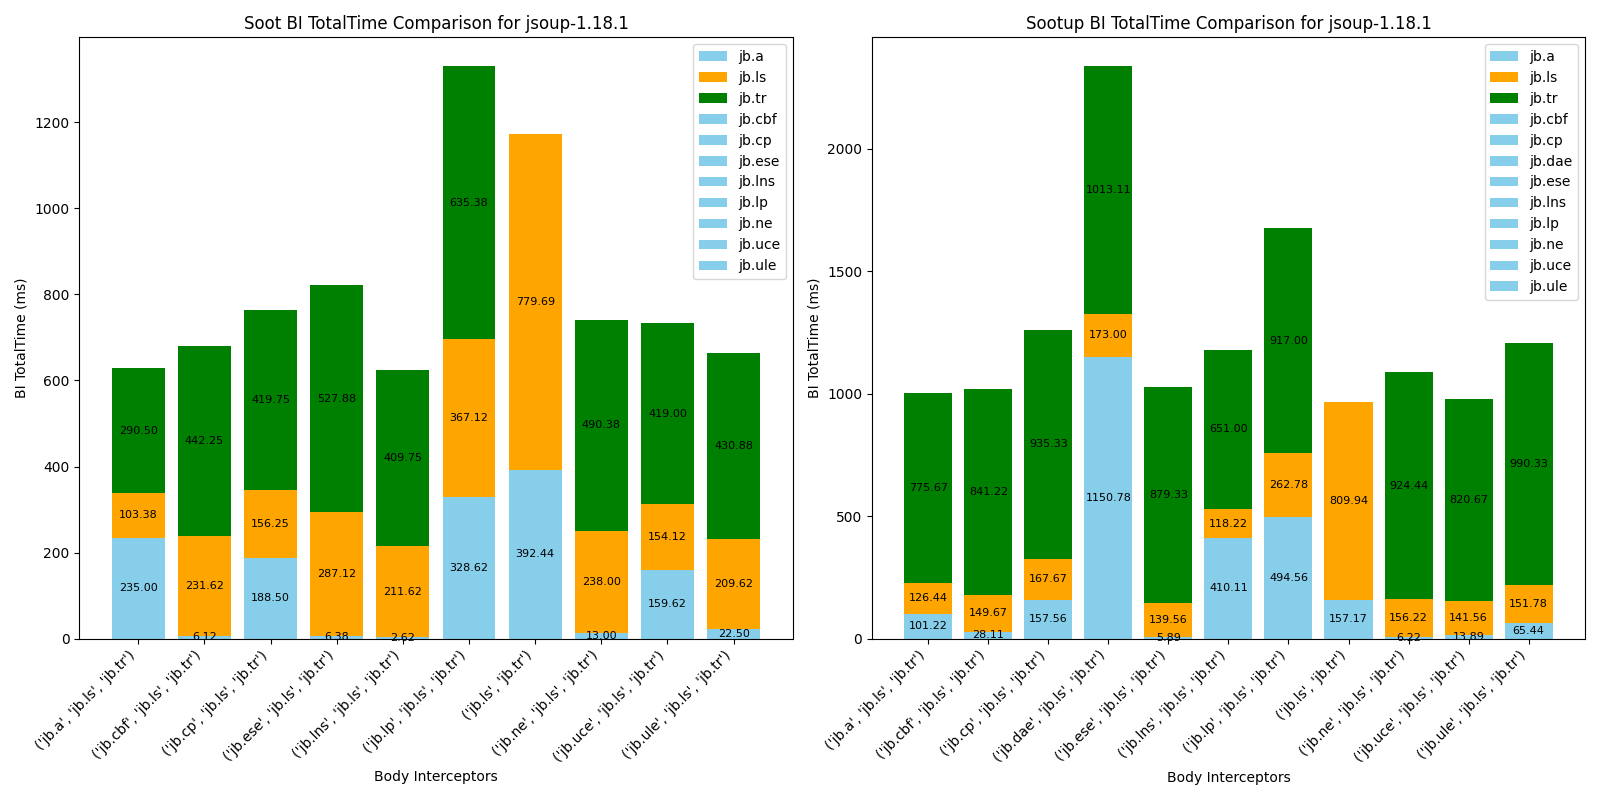 Soot BI TotalTime Comparison for jsoup-1.18.1
BI TotalTime (ms)
1200
1000
800
600
400
200
0
jb.a
jb.ls
jb.tr
jb.cbf
jb.cp
jb.ese
jb.lns
jb.lp
jb.ne
jb.uce
jb.ule
290.50
103.38
235.00
442.25
231.62
6.12
419.75
156.25
188.50
527.88
287.12
6.38
409.75
211.62
2.62
635.38
367.12
328.62
779.69
392.44
490.38
238.00
13.00
419.00
154.12
159.62
430.88
209.62
22.50
('jb.a', 'jb.ls', 'jb.tr')
('jb.cbf', 'jb.ls', 'jb.tr')
('jb.cp', 'jb.ls', 'jb.tr')
('jb.ese', 'jb.ls', 'jb.tr')
('jb.lns', 'jb.ls', 'jb.tr')
('jb.lp', 'jb.ls', 'jb.tr')
('jb.ls', 'jb.tr')
('jb.ne', 'jb.ls', 'jb.tr')
('jb.uce', 'jb.ls', 'jb.tr')
('jb.ule', 'jb.ls', 'jb.tr')
Body Interceptors
Sootup BI TotalTime Comparison for jsoup-1.18.1
BI TotalTime (ms)
2000
1500
1000
500
0
jb.a
jb.ls
jb.tr
jb.cbf
jb.cp
jb.dae
jb.ese
jb.lns
jb.lp
jb.ne
jb.uce
jb.ule
775.67
126.44
101.22
841.22
149.67
28.11
935.33
167.67
157.56
1013.11
173.00
1150.78
879.33
139.56
5.89
651.00
118.22
410.11
917.00
262.78
494.56
809.94
157.17
924.44
156.22
6.22
820.67
141.56
13.89
990.33
151.78
65.44
('jb.a', 'jb.ls', 'jb.tr')
('jb.cbf', 'jb.ls', 'jb.tr')
('jb.cp', 'jb.ls', 'jb.tr')
('jb.dae', 'jb.ls', 'jb.tr')
('jb.ese', 'jb.ls', 'jb.tr')
('jb.lns', 'jb.ls', 'jb.tr')
('jb.lp', 'jb.ls', 'jb.tr')
('jb.ls', 'jb.tr')
('jb.ne', 'jb.ls', 'jb.tr')
('jb.uce', 'jb.ls', 'jb.tr')
('jb.ule', 'jb.ls', 'jb.tr')
Body Interceptors